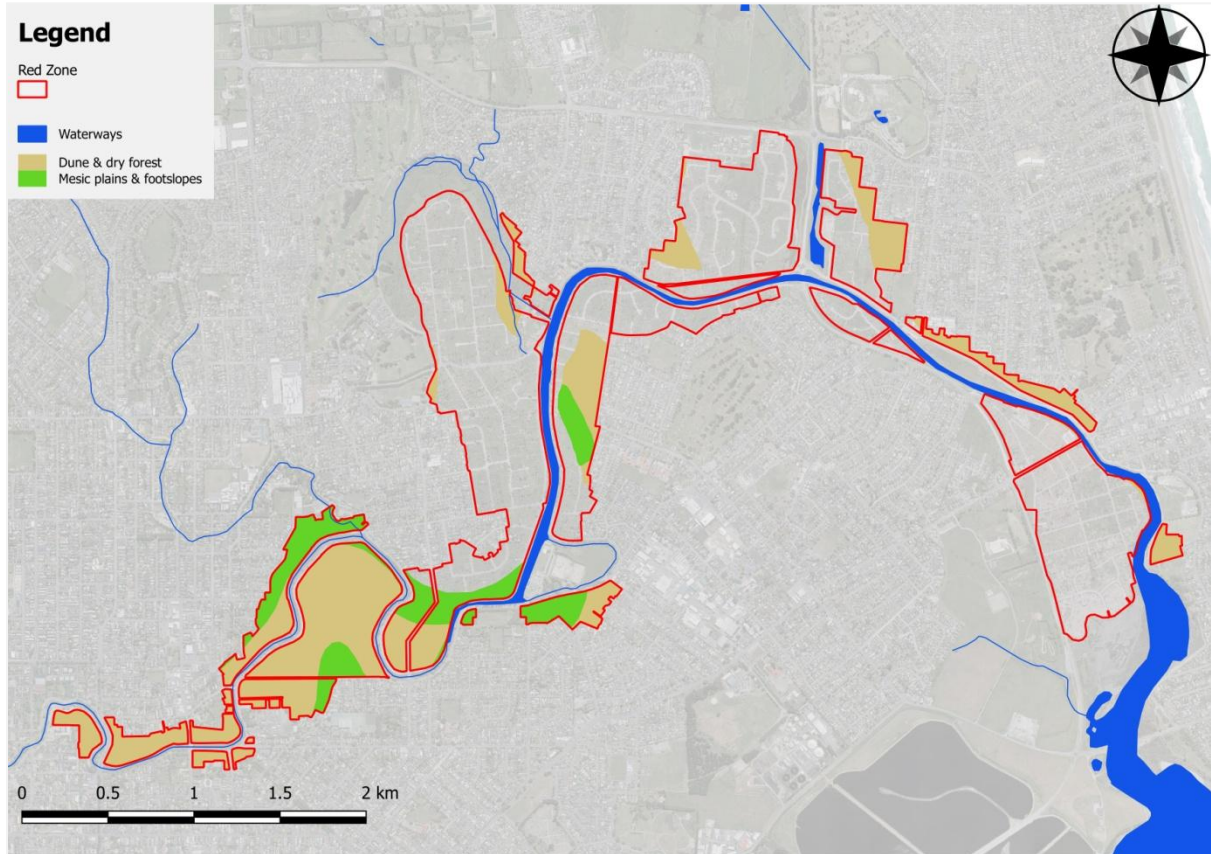 Legend
Red Zone
Waterways
Dune & dry forest
Mesic plains & footslopes
0 0.5 1 1.5 2 km